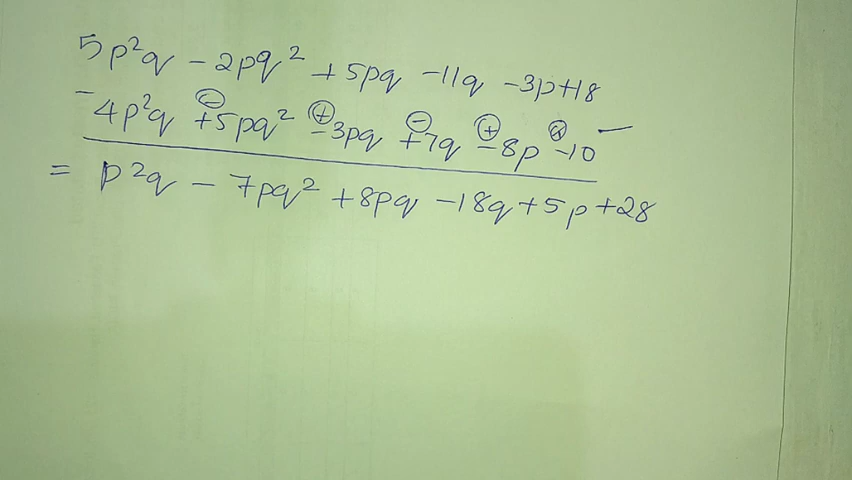 5p²q - 2pq² + 5pq - 11q - 3p + 18
- 4p²q ⊖ +5pq² ⊕ -3pq ⊖ +7q ⊕ -8p ⊕ -10 -
= p²q - 7pq² + 8pq - 18q + 5p + 28